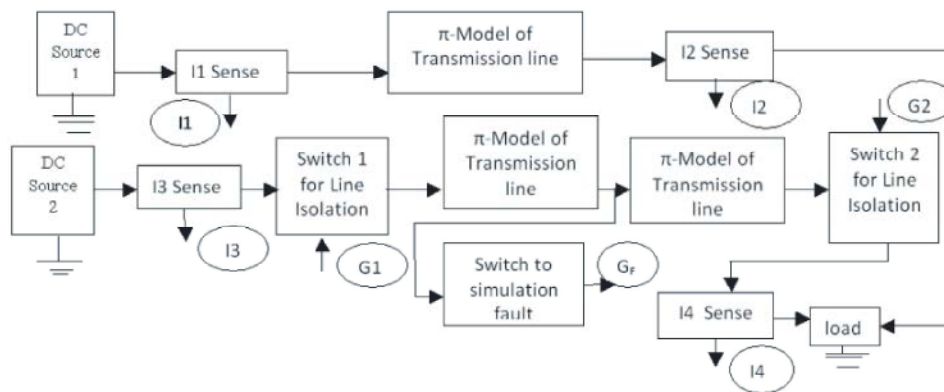 DC
Source
1
I1 Sense
I1
π-Model of
Transmission line
I2 Sense
I2
G2
DC
Source
2
I3 Sense
I3
Switch 1
for Line
Isolation
G1
π-Model of
Transmission
line
π-Model of
Transmission
line
Switch 2
for Line
Isolation
Switch to
simulation
fault
GF
I4 Sense
I4
load